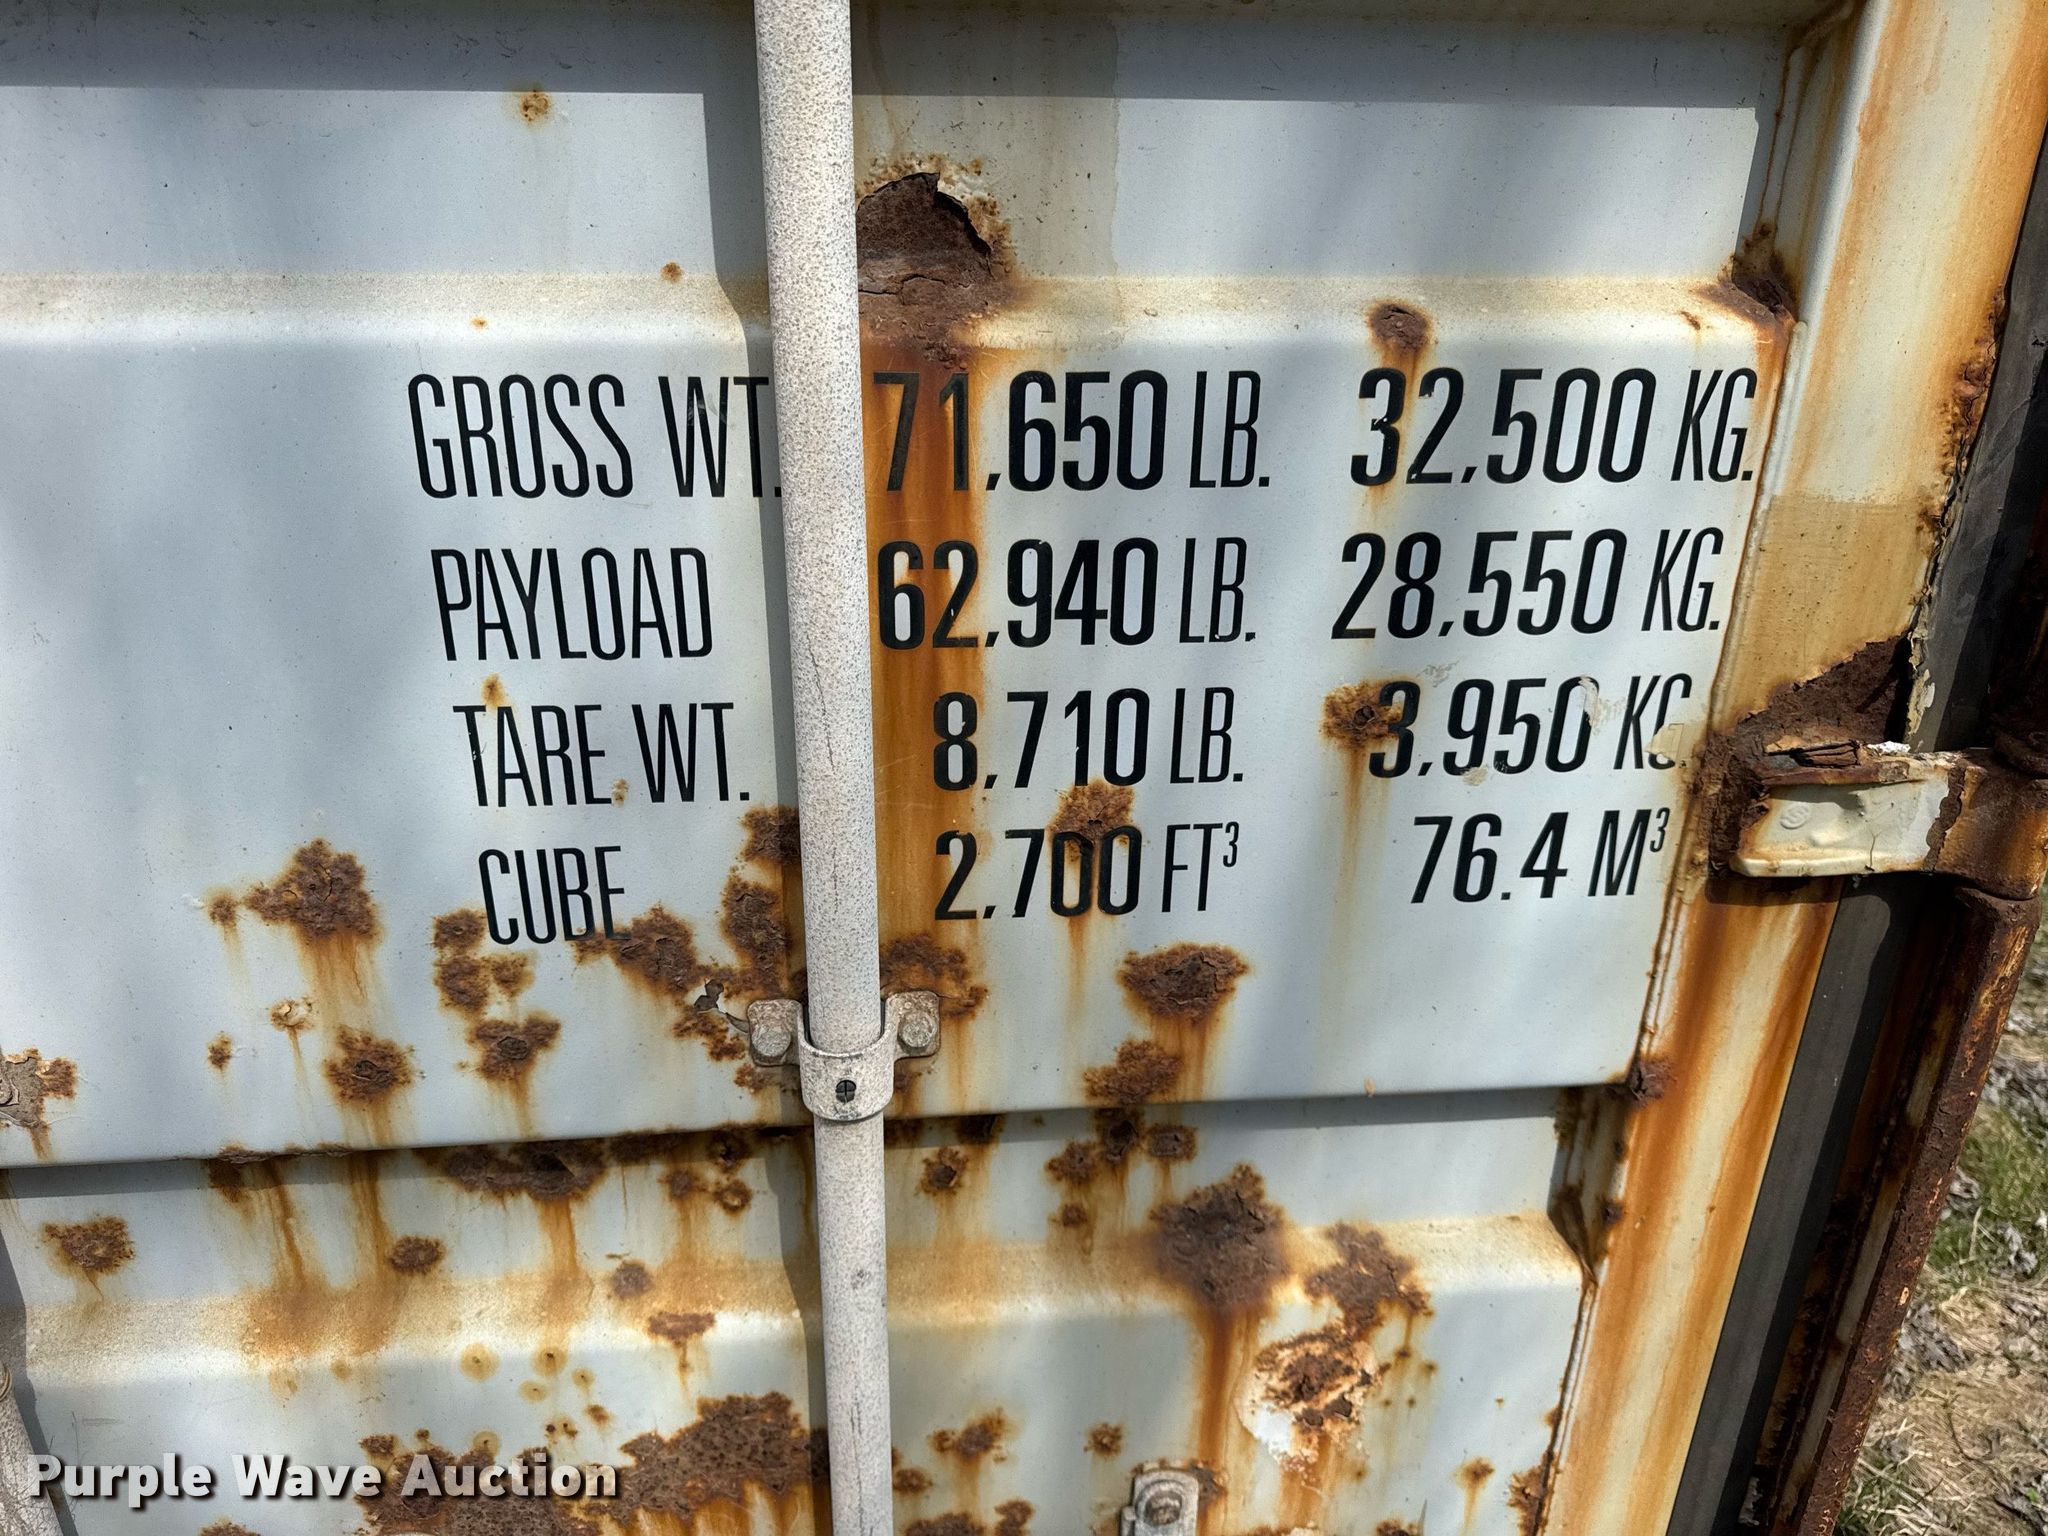 GROSS WT. 71,650 LB. 32,500 KG.
PAYLOAD 62,940 LB. 28,550 KG.
TARE WT. 8,710 LB. 3,950 KG.
CUBE 2,700 FT³ 76.4 M³
Purple Wave Auction